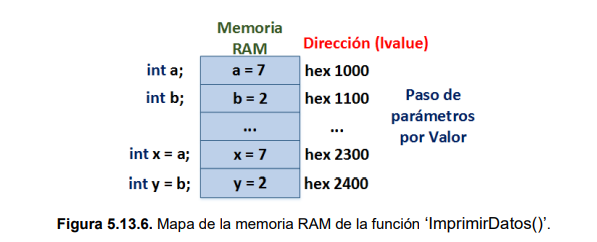 Memoria
RAM
Dirección (lvalue)
int a; a = 7 hex 1000
int b; b = 2 hex 1100
... ...
int x = a; x = 7 hex 2300
int y = b; y = 2 hex 2400
Paso de
parámetros
por Valor
Figura 5.13.6. Mapa de la memoria RAM de la función ‘ImprimirDatos()’.